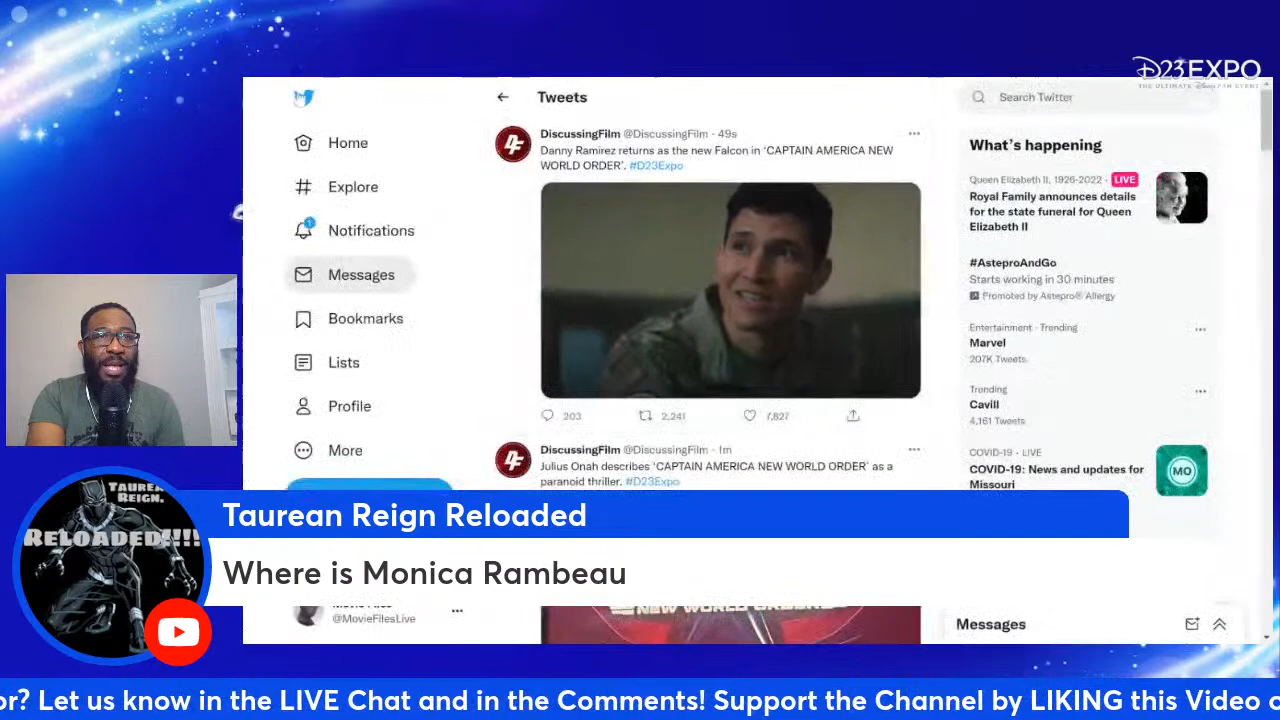 D23 EXPO
THE ULTIMATE Disney FAN EVENT
Tweets
Search Twitter
Home
Explore
1
Notifications
Messages
Bookmarks
Lists
Profile
More
DiscussingFilm @DiscussingFilm · 49s
Danny Ramirez returns as the new Falcon in ‘CAPTAIN AMERICA NEW
WORLD ORDER’. #D23Expo
203
2,241
7,827
DiscussingFilm @DiscussingFilm · 1m
Julius Onah describes ‘CAPTAIN AMERICA NEW WORLD ORDER’ as a
paranoid thriller. #D23Expo
What’s happening
Queen Elizabeth II, 1926-2022 · LIVE
Royal Family announces details
for the state funeral for Queen
Elizabeth II
#AsteproAndGo
Starts working in 30 minutes
Promoted by Astepro® Allergy
Entertainment · Trending
Marvel
207K Tweets
Trending
Cavill
4,161 Tweets
COVID-19 · LIVE
COVID-19: News and updates for
Missouri
MO
TAUREAN
REIGN.
RELOADED!!!!
Taurean Reign Reloaded
Where is Monica Rambeau
@MovieFilesLive
NEW WORLD ORDER
Messages
or? Let us know in the LIVE Chat and in the Comments! Support the Channel by LIKING this Video